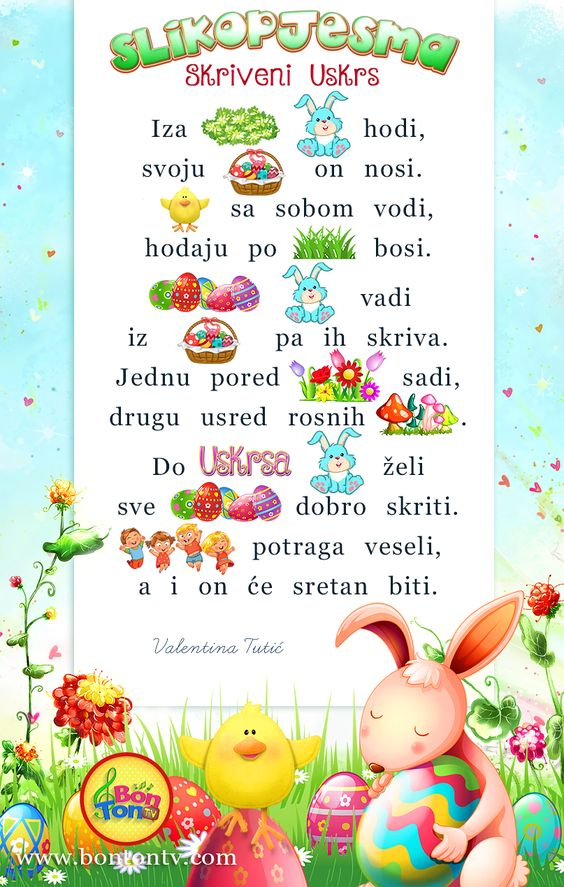 SLIKOPJESMA
Skriveni Uskrs
Iza hodi,
svoju on nosi.
sa sobom vodi,
hodaju po bosi.
vadi
iz pa ih skriva.
Jednu pored sadi,
drugu usred rosnih .
Do Uskrsa želi
sve dobro skriti.
potraga veseli,
a i on će sretan biti.
Valentina Tutić
Bon
Ton TV
www.bontontv.com